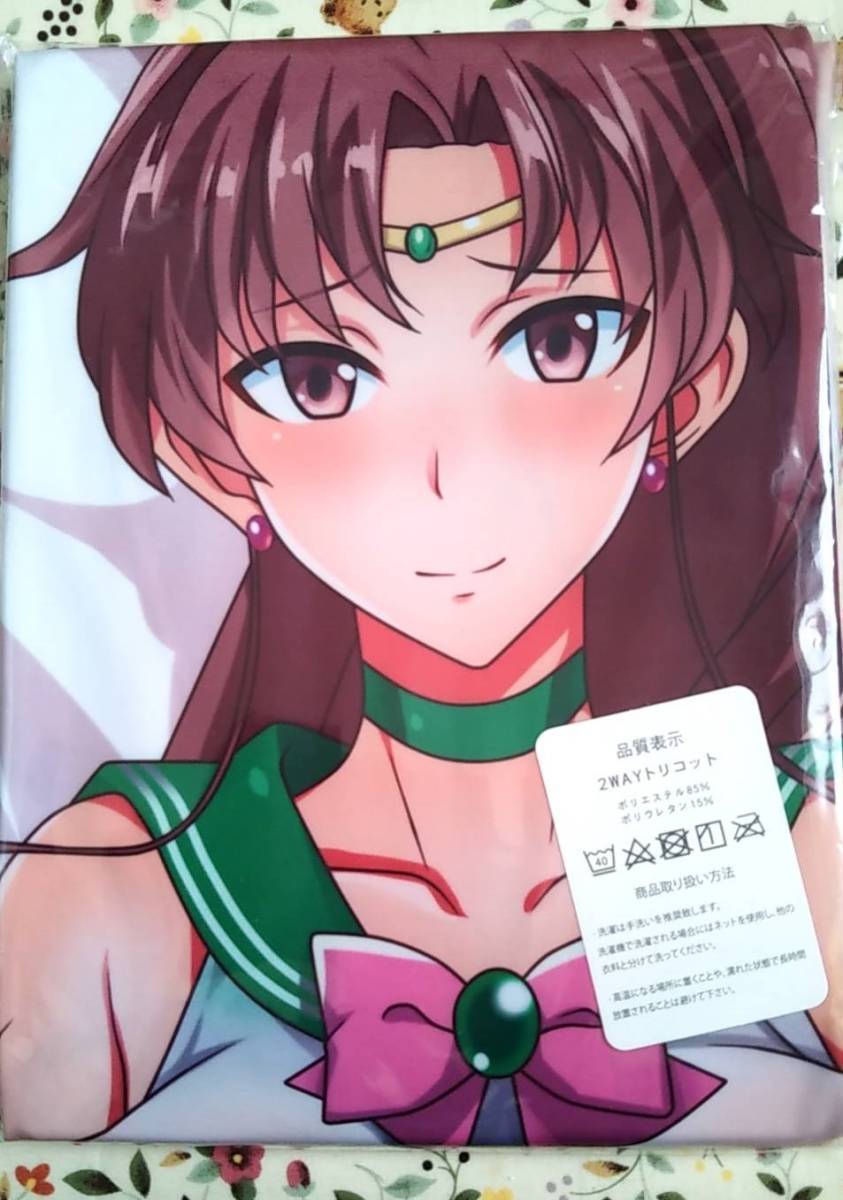 品質表示
2WAYトリコット
ポリエステル85%
ポリウレタン15%
40
商品取り扱い方法
・洗濯は手洗いを推奨致します。
洗濯機で洗濯される場合にはネットを使用し、他の
衣料と分けて洗ってください。
・高温になる場所に置くことや、濡れた状態で長時間
放置されることは避けて下さい。